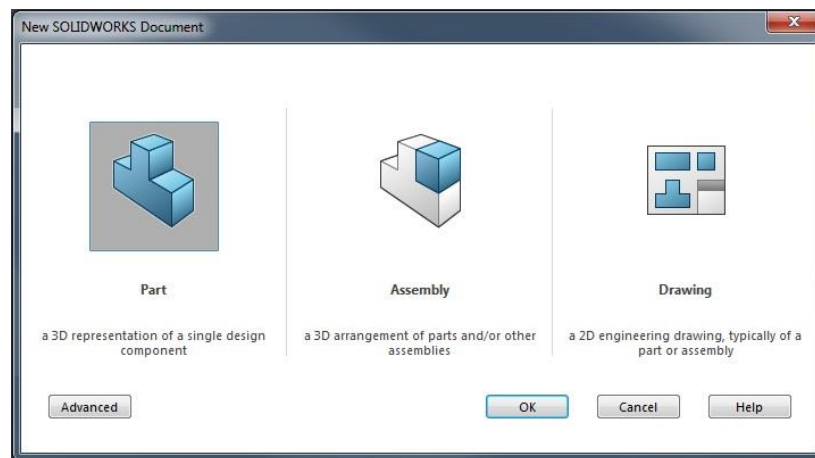 New SOLIDWORKS Document
Part
a 3D representation of a single design
component
Assembly
a 3D arrangement of parts and/or other
assemblies
Drawing
a 2D engineering drawing, typically of a
part or assembly
Advanced
OK
Cancel
Help